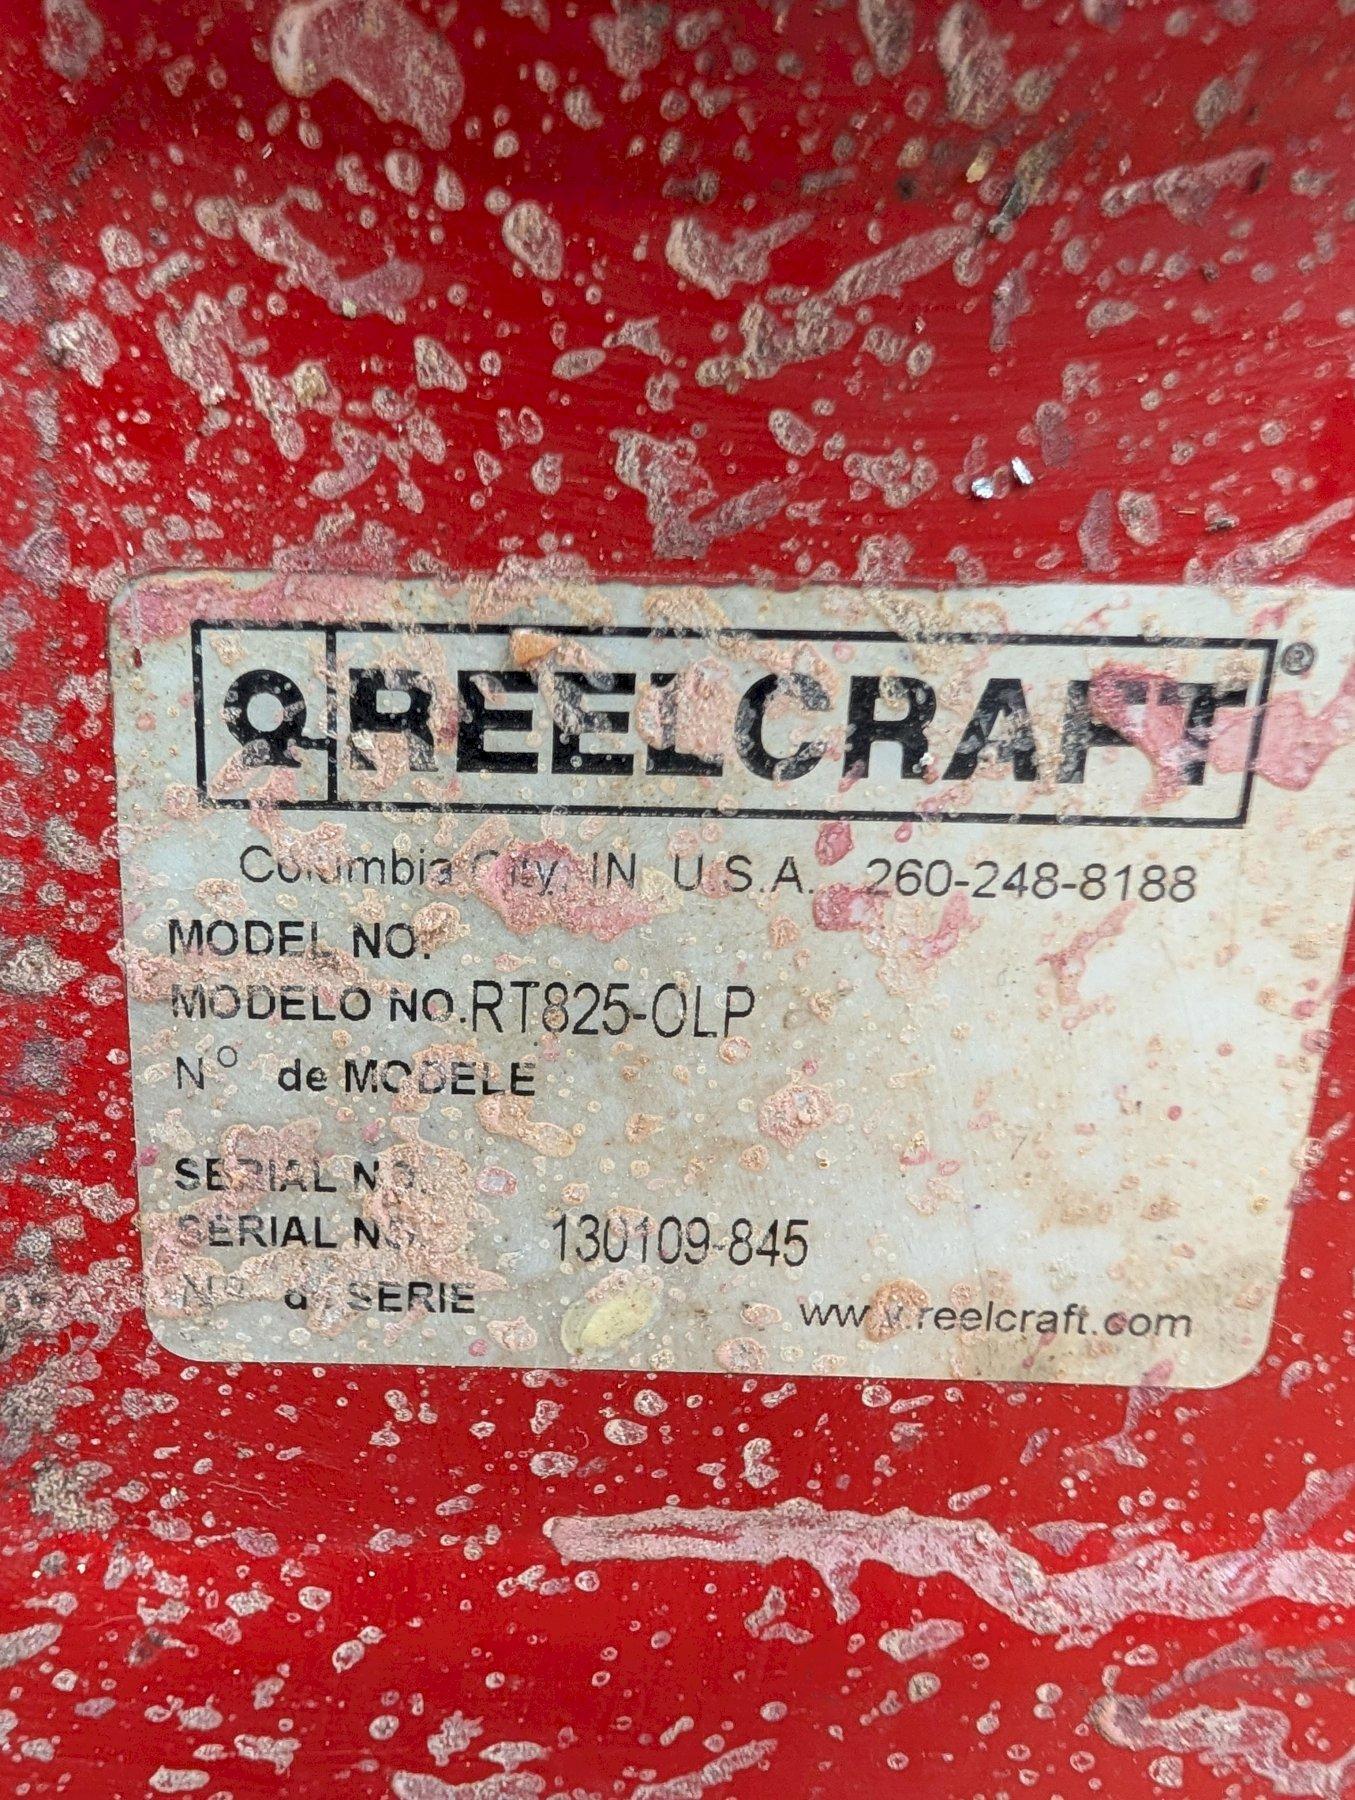 REELCRAFT®
Columbia City, IN U.S.A. 260-248-8188
MODEL NO.
MODELO NO. RT825-OLP
N° de MODELE
SERIAL NO.
SERIAL NO. 130109-845
N° de SERIE
www.reelcraft.com